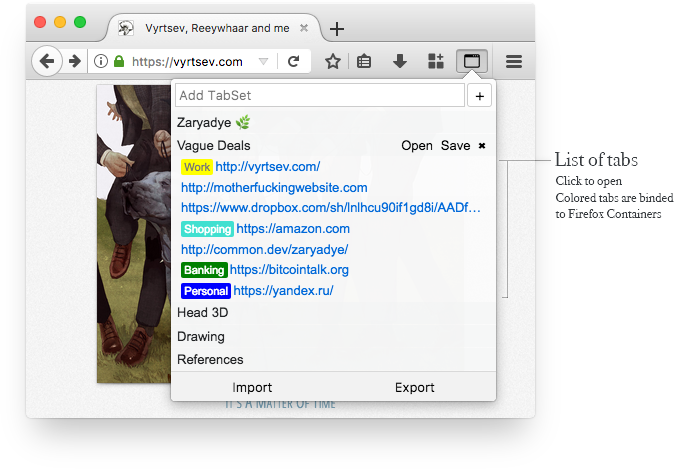 Vyrtsev, Reeywhaar and me
https://vyrtsev.com
Add TabSet
+
Zaryadye
Vague Deals Open Save ✖
Work http://vyrtsev.com/
http://motherfuckingwebsite.com
https://www.dropbox.com/sh/lnlhcu90if1gd8i/AADf...
Shopping https://amazon.com
http://common.dev/zaryadye/
Banking https://bitcointalk.org
Personal https://yandex.ru/
Head 3D
Drawing
References
Import Export
It's a Matter of Time
List of tabs
Click to open
Colored tabs are binded
to Firefox Containers